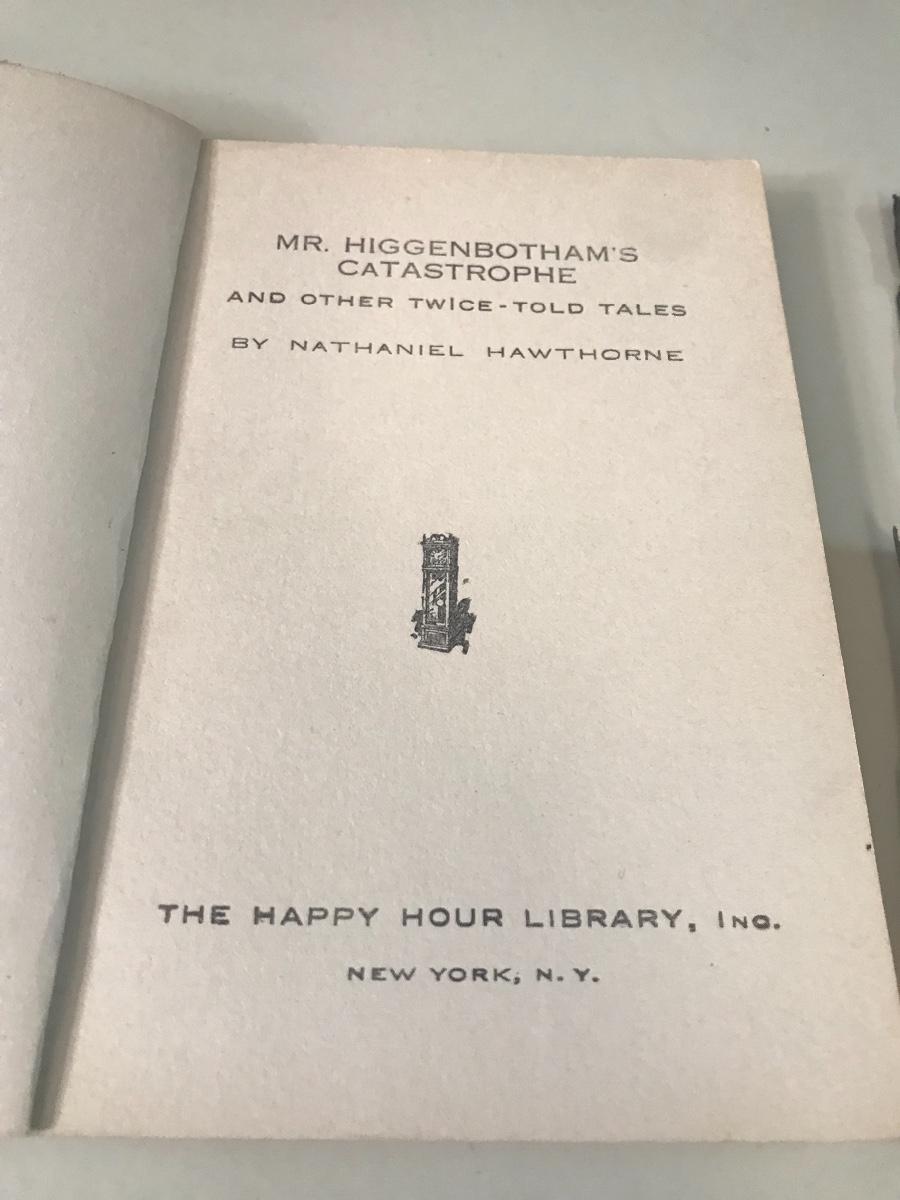 MR. HIGGENBOTHAM'S
CATASTROPHE
AND OTHER TWICE-TOLD TALES
BY NATHANIEL HAWTHORNE
THE HAPPY HOUR LIBRARY, INC.
NEW YORK, N. Y.